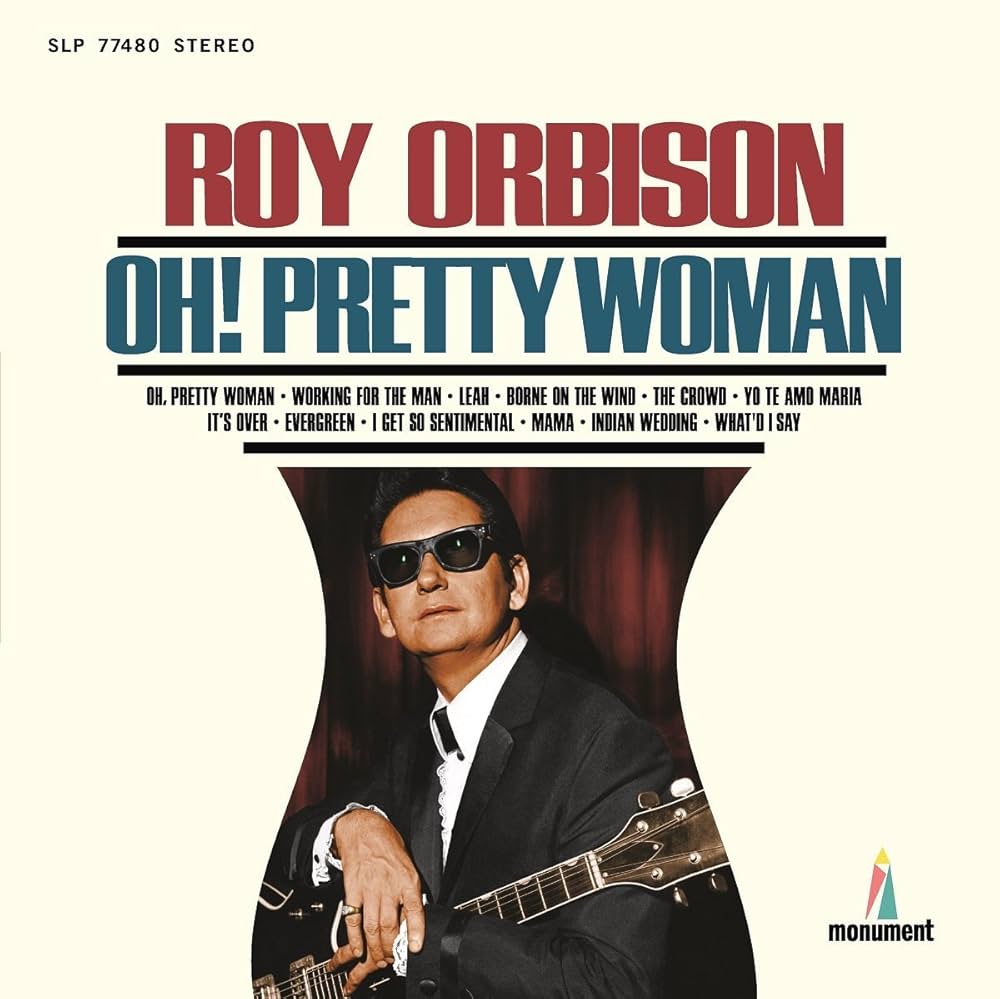 SLP 77480 STEREO
ROY ORBISON
OH! PRETTY WOMAN
OH, PRETTY WOMAN • WORKING FOR THE MAN • LEAH • BORNE ON THE WIND • THE CROWD • YO TE AMO MARIA
IT'S OVER • EVERGREEN • I GET SO SENTIMENTAL • MAMA • INDIAN WEDDING • WHAT'D I SAY
monument